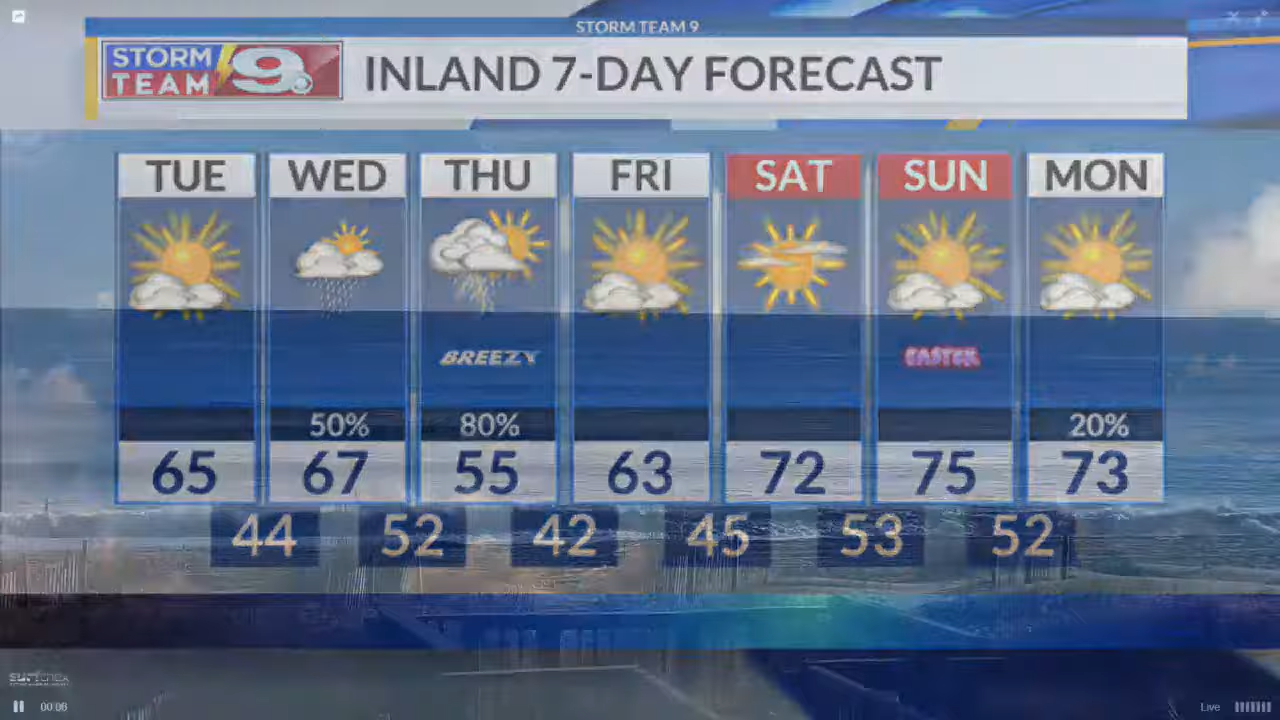 STORM TEAM 9
STORM
TEAM
9
INLAND 7-DAY FORECAST
TUE WED THU FRI SAT SUN MON
BREEZY EASTER
50% 80% 20%
65 67 55 63 72 75 73
44 52 42 45 53 52
00:06 Live